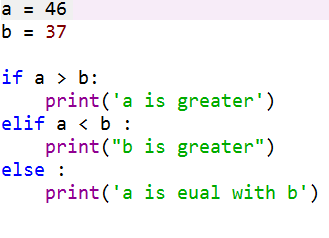 a = 46
b = 37
if a > b:
    print('a is greater')
elif a < b :
    print("b is greater")
else :
    print('a is eual with b')